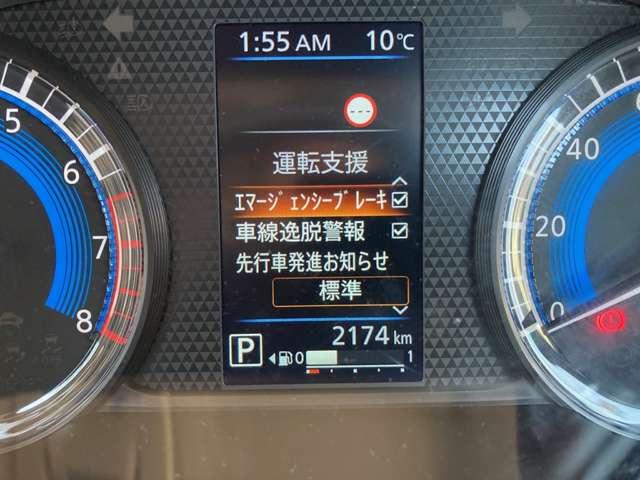 1:55 AM 10℃
運転支援
エマージェンシーブレーキ
車線逸脱警報
先行車発進お知らせ
標準
2174 km
P 0 1
5
6
7
8
40
20
0